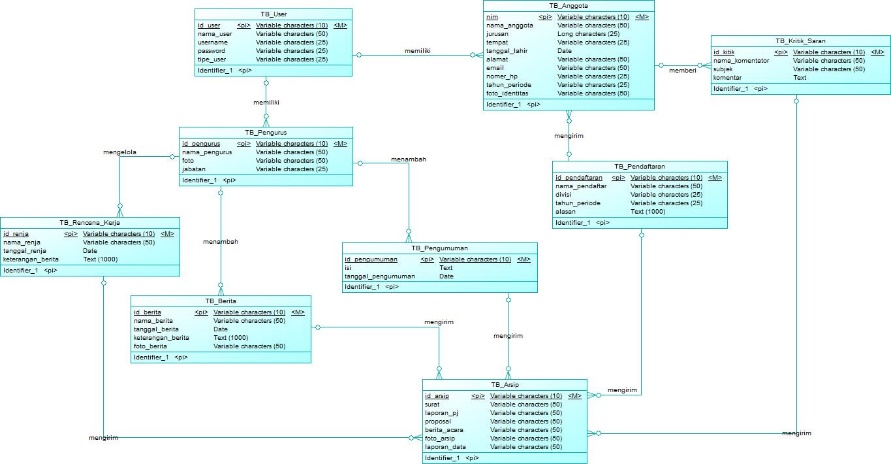 TB_User
id_user <pi> Variable characters (10) <M>
nama_user Variable characters (50)
username Variable characters (25)
password Variable characters (25)
tipe_user Variable characters (25)
Identifier_1 <pi>
memiliki
TB_Anggota
nim <pi> Variable characters (10) <M>
nama_anggota Variable characters (50)
jurusan Long characters (25)
tempat Variable characters (25)
tanggal_lahir Date
alamat Variable characters (50)
email Variable characters (50)
nomer_hp Variable characters (25)
tahun_periode Variable characters (25)
foto_identitas Variable characters (50)
Identifier_1 <pi>
memberi
TB_Kritik_Saran
id_kitik <pi> Variable characters (10) <M>
nama_komentator Variable characters (50)
subjek Variable characters (50)
komentar Text
Identifier_1 <pi>
memiliki
TB_Pengurus
id_pengurus <pi> Variable characters (10) <M>
nama_pengurus Variable characters (50)
foto Variable characters (50)
jabatan Variable characters (25)
Identifier_1 <pi>
mengelola
menambah
mengirim
TB_Pendaftaran
id_pendaftaran <pi> Variable characters (10) <M>
nama_pendaftar Variable characters (50)
divisi Variable characters (25)
tahun_periode Variable characters (25)
alasan Text (1000)
Identifier_1 <pi>
TB_Rencana_Kerja
id_renja <pi> Variable characters (10) <M>
nama_renja Variable characters (50)
tanggal_renja Date
keterangan_berita Text (1000)
Identifier_1 <pi>
menambah
TB_Pengumuman
id_pengumuman <pi> Variable characters (10) <M>
isi Text
tanggal_pengumuman Date
Identifier_1 <pi>
TB_Berita
id_berita <pi> Variable characters (10) <M>
nama_berita Variable characters (50)
tanggal_berita Date
keterangan_berita Text (1000)
foto_berita Variable characters (50)
Identifier_1 <pi>
mengirim
mengirim
mengirim
TB_Arsip
id_arsip <pi> Variable characters (10) <M>
surat Variable characters (50)
laporan_pj Variable characters (50)
proposal Variable characters (50)
berita_acara Variable characters (50)
foto_arsip Variable characters (50)
laporan_data Variable characters (50)
Identifier_1 <pi>
mengirim
mengirim